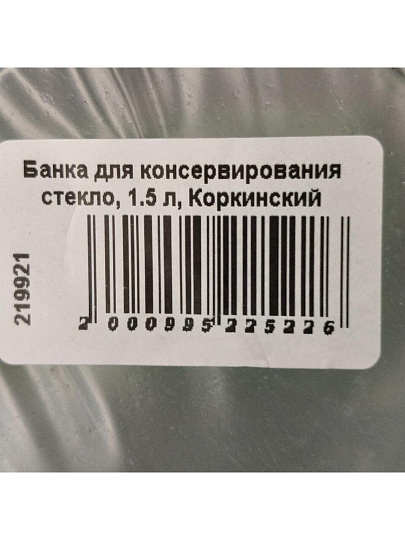 Банка для консервирования
стекло, 1.5 л, Коркинский
219921
2 000995 225226